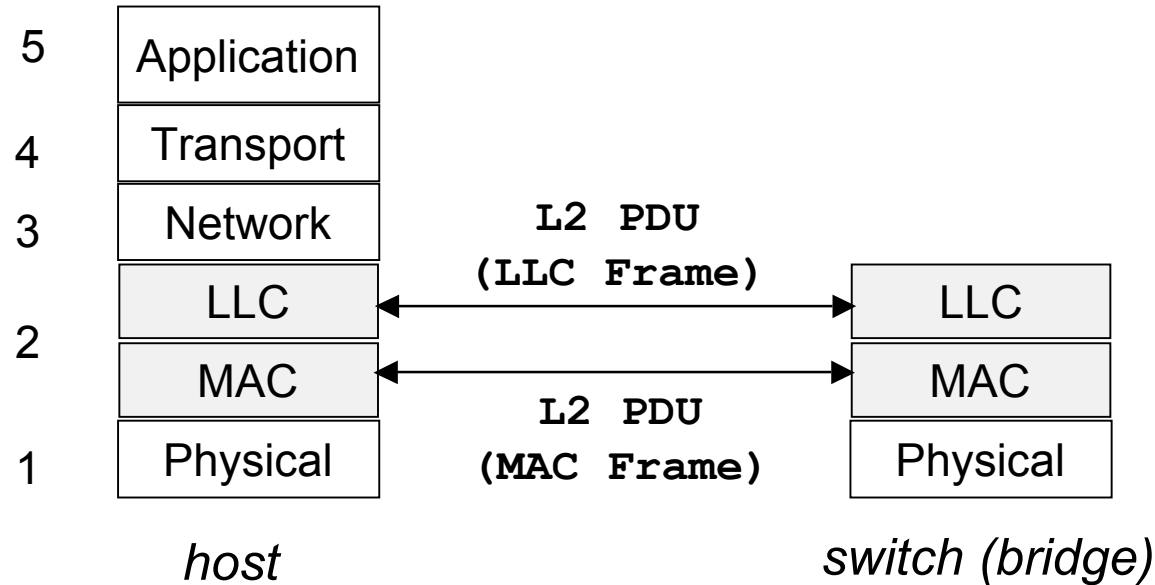 5
Application
4
Transport
3
Network
L2 PDU
(LLC Frame)
LLC
LLC
2
MAC
MAC
L2 PDU
(MAC Frame)
1
Physical
Physical
host
switch (bridge)